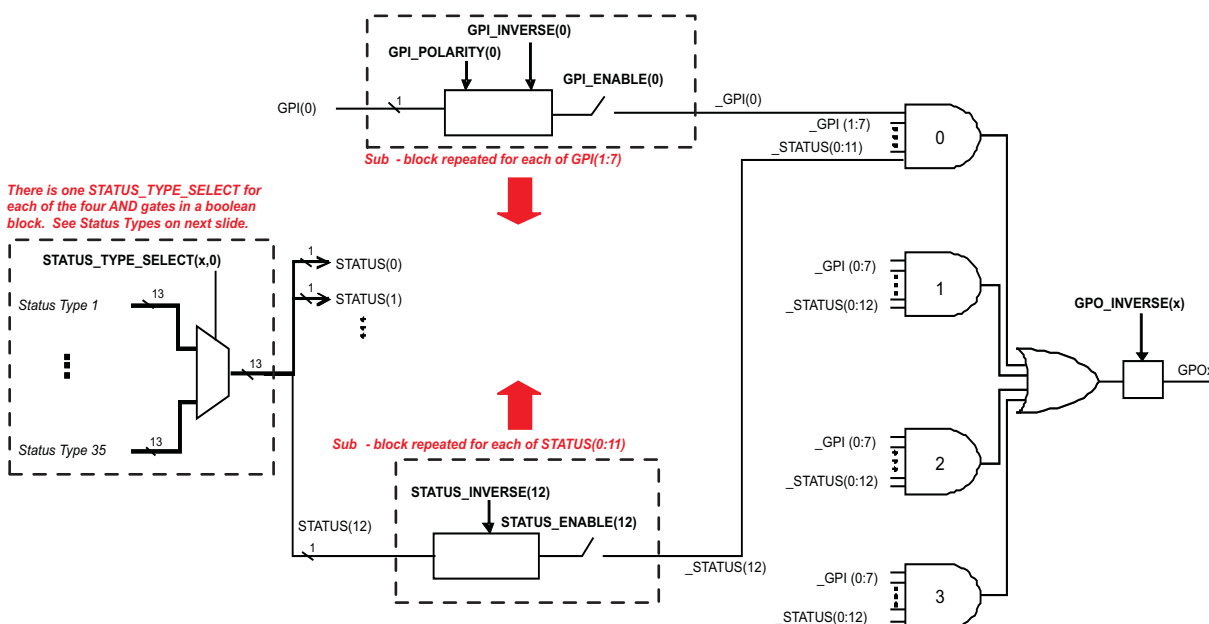 GPI_INVERSE(0)
GPI_POLARITY(0)
GPI_ENABLE(0)
GPI(0)
1
_GPI(0)
_GPI (1:7)
_STATUS(0:11)
0
Sub - block repeated for each of GPI(1:7)
There is one STATUS_TYPE_SELECT for
each of the four AND gates in a boolean
block. See Status Types on next slide.
STATUS_TYPE_SELECT(x,0)
Status Type 1
13
13
Status Type 35
13
1
STATUS(0)
1
STATUS(1)
_GPI (0:7)
1
_STATUS(0:12)
GPO_INVERSE(x)
GPOx
Sub - block repeated for each of STATUS(0:11)
STATUS_INVERSE(12)
STATUS_ENABLE(12)
STATUS(12)
1
_STATUS(12)
_GPI (0:7)
2
_STATUS(0:12)
_GPI (0:7)
3
_STATUS(0:12)